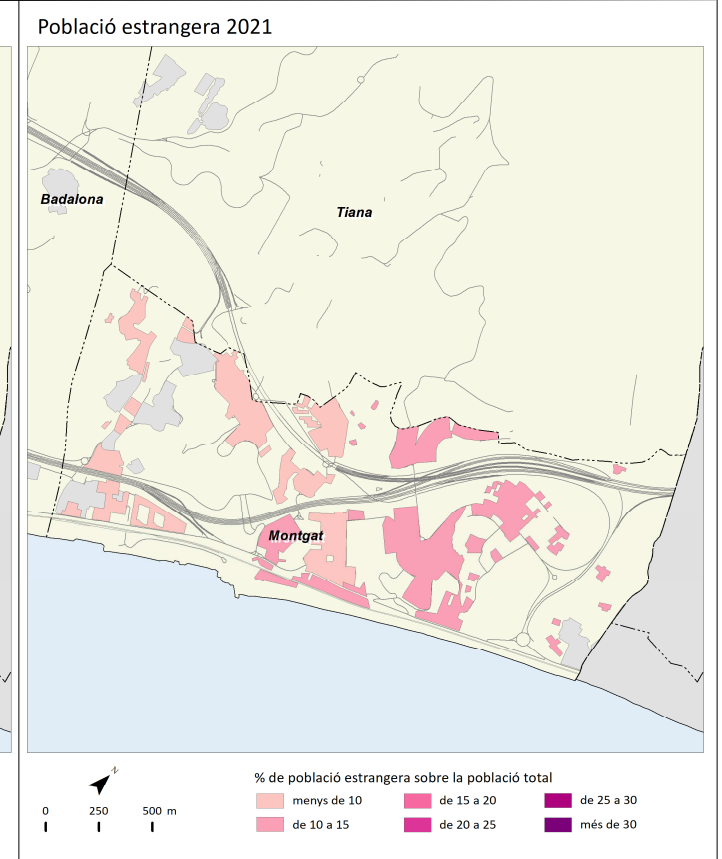 Població estrangera 2021
Badalona
Tiana
Montgat
N
0 250 500 m
% de població estrangera sobre la població total
menys de 10
de 10 a 15
de 15 a 20
de 20 a 25
de 25 a 30
més de 30